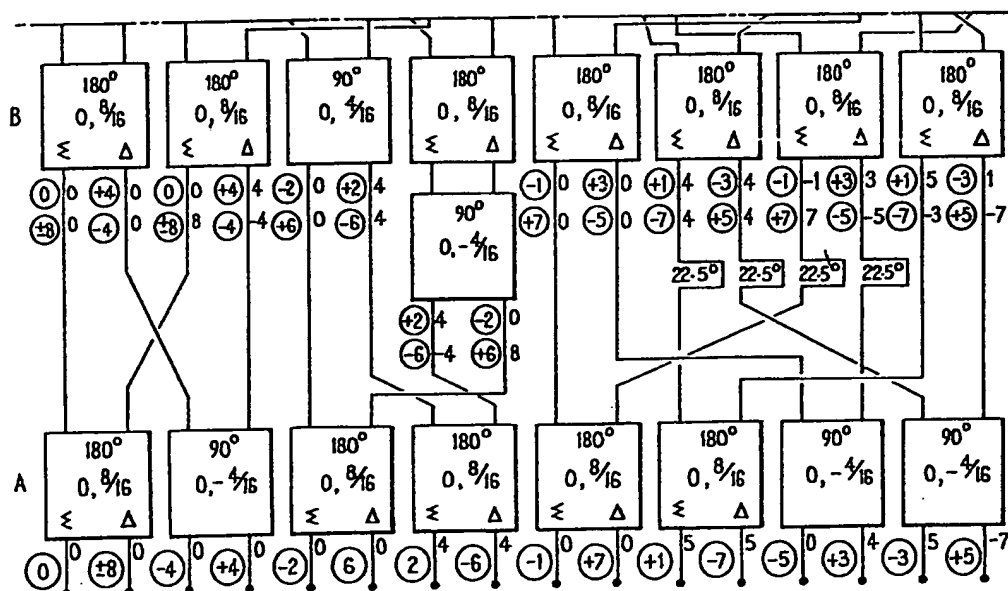 180° 180° 90° 180° 180° 180° 180° 180°
B 0, 8/16 0, 8/16 0, 4/16 0, 8/16 0, 8/16 0, 8/16 0, 8/16 0, 8/16
Σ Δ Σ Δ Σ Δ Σ Δ Σ Δ Σ Δ Σ Δ
0 0 +4 0 0 0 +4 4 -2 0 +2 4 -1 0 +3 0 +1 4 -3 4 -1 -1 +3 3 +1 5 -3 1
±8 0 -4 0 ±8 8 -4 -4 +6 0 -6 4 +7 0 -5 0 -7 4 +5 4 +7 7 -5 -5 -7 -3 +5 -7
90°
0, -4/16
22.5° 22.5° 22.5° 22.5°
+2 4 -2 0
-6 -4 +6 8
180° 90° 180° 180° 180° 180° 90° 90°
A 0, 8/16 0, -4/16 0, 8/16 0, 8/16 0, 8/16 0, 8/16 0, -4/16 0, -4/16
Σ Δ Σ Δ Σ Δ Σ Δ Σ Δ
0 0 ±8 0 -4 0 +4 0 -2 0 6 0 2 4 -6 4 -1 0 +7 0 +1 5 -7 5 -5 0 +3 4 -3 5 +5 -7